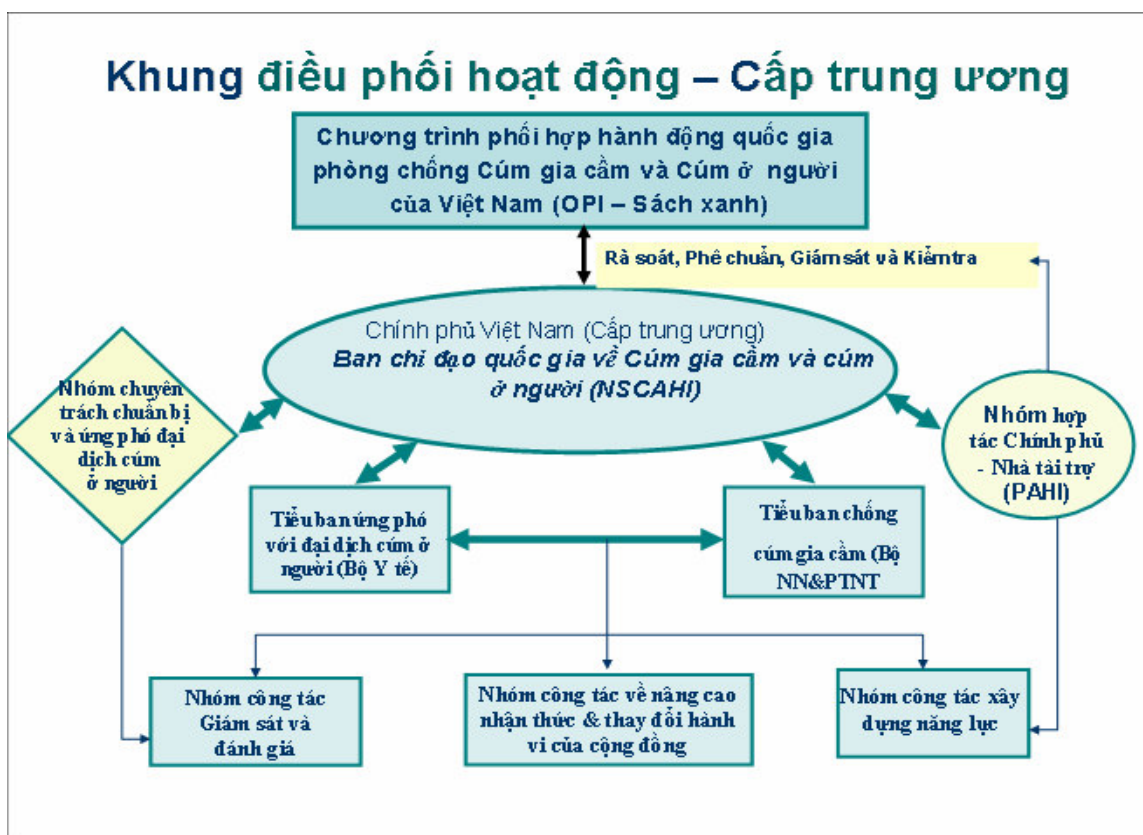 Khung điều phối hoạt động – Cấp trung ương
Chương trình phối hợp hành động quốc gia
phòng chống Cúm gia cầm và Cúm ở người
của Việt Nam (OPI – Sách xanh)
Rà soát, Phê chuẩn, Giám sát và Kiểm tra
Chính phủ Việt Nam (Cấp trung ương)
Ban chỉ đạo quốc gia về Cúm gia cầm và cúm
ở người (NSCAHI)
Nhóm chuyên
trách chuẩn bị
và ứng phó đại
dịch cúm
ở người
Nhóm hợp
tác Chính phủ
- Nhà tài trợ
(PAHI)
Tiểu ban ứng phó
với đại dịch cúm ở
người (Bộ Y tế)
Tiểu ban chống
cúm gia cầm (Bộ
NN&PTNT
Nhóm công tác
Giám sát và
đánh giá
Nhóm công tác về nâng cao
nhận thức & thay đổi hành
vi của cộng đồng
Nhóm công tác xây
dựng năng lực